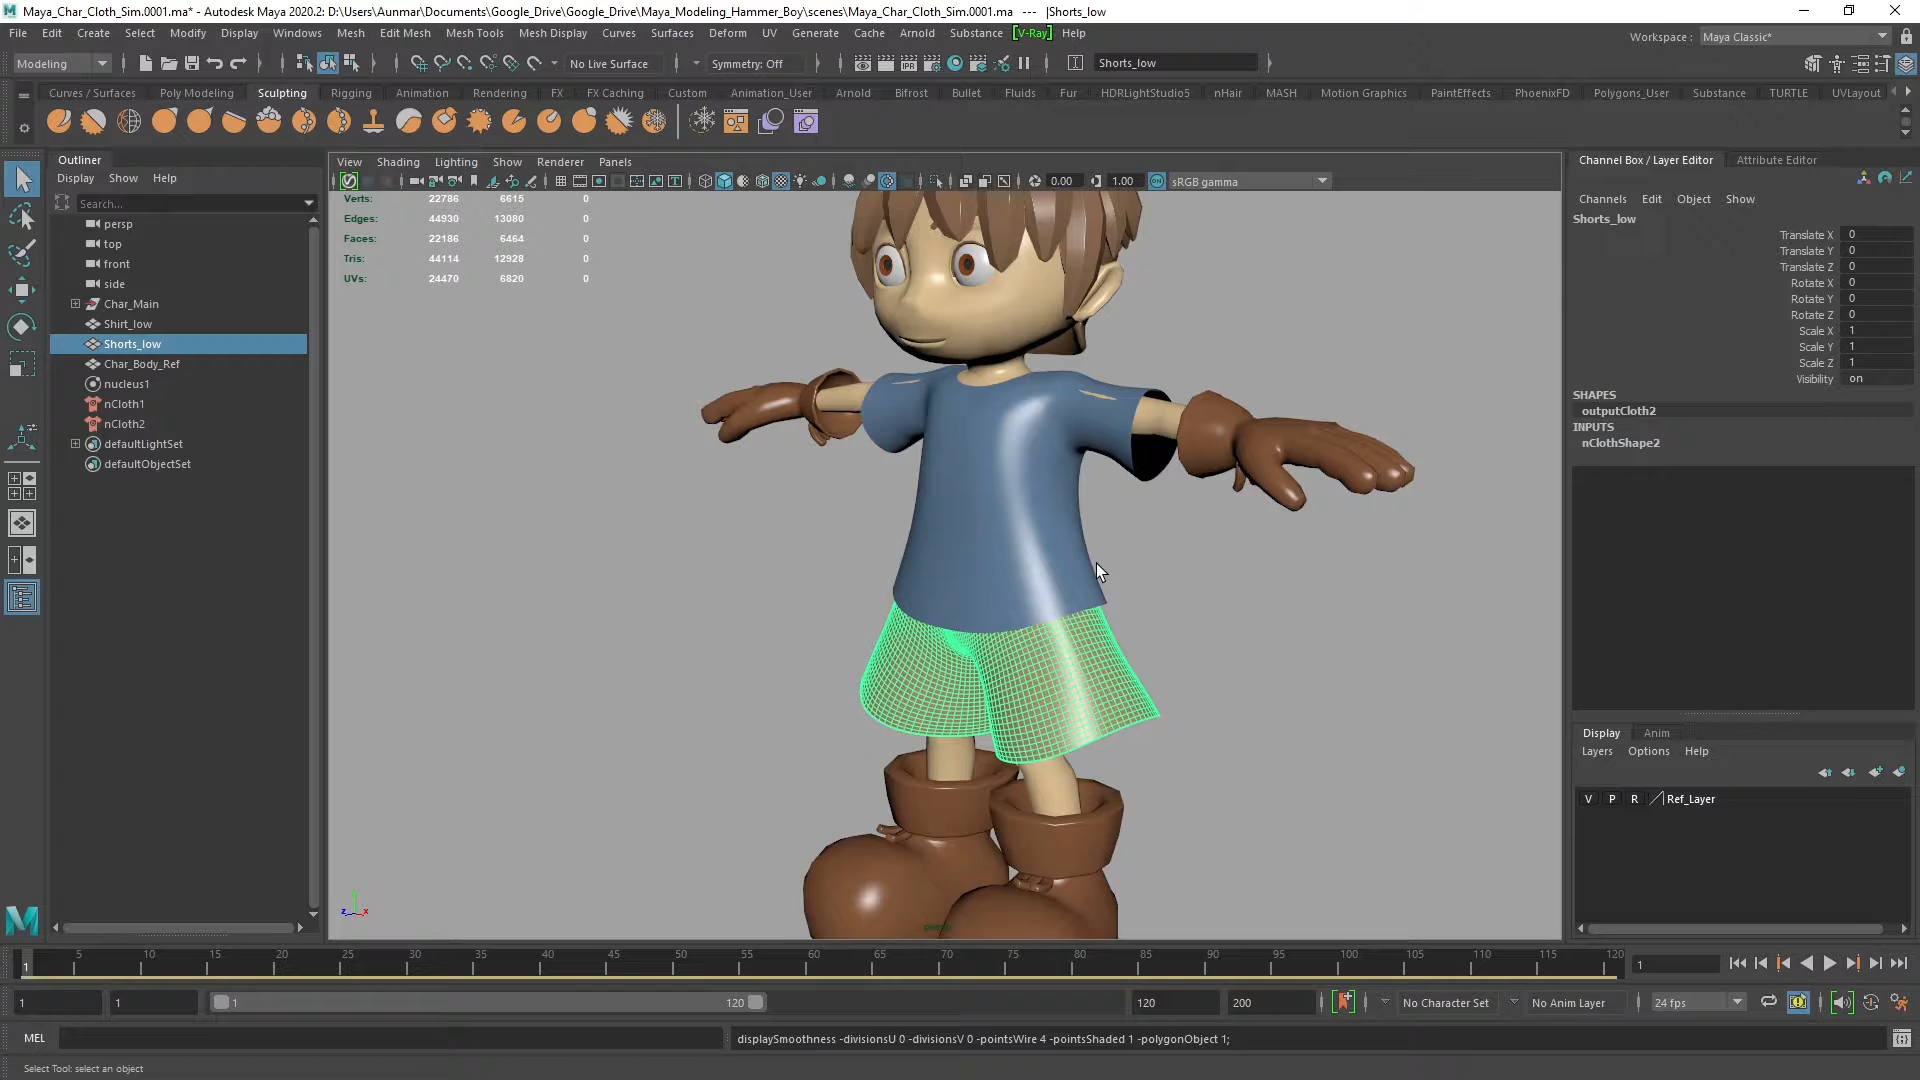 Maya_Char_Cloth_Sim.0001.ma* - Autodesk Maya 2020.2: D:\Users\Aunmar\Documents\Google_Drive\Google_Drive\Maya_Modeling_Hammer_Boy\scenes\Maya_Char_Cloth_Sim.0001.ma --- |Shorts_low
File Edit Create Select Modify Display Windows Mesh Edit Mesh Mesh Tools Mesh Display Curves Surfaces Deform UV Generate Cache Arnold Substance [V-Ray] Help Workspace : Maya Classic*
Modeling No Live Surface Symmetry: Off Shorts_low
Curves / Surfaces Poly Modeling Sculpting Rigging Animation Rendering FX FX Caching Custom Animation_User Arnold Bifrost Bullet Fluids Fur HDRLightStudio5 nHair MASH Motion Graphics PaintEffects PhoenixFD Polygons_User Substance TURTLE UVLayout
Outliner
Display Show Help
Search...
persp
top
front
side
Char_Main
Shirt_low
Shorts_low
Char_Body_Ref
nucleus1
nCloth1
nCloth2
defaultLightSet
defaultObjectSet
View Shading Lighting Show Renderer Panels
IPR
0.00 1.00 ON sRGB gamma
Verts: 22786 6615 0
Edges: 44930 13080 0
Faces: 22186 6464 0
Tris: 44114 12928 0
UVs: 24470 6820 0
z x
persp
Channel Box / Layer Editor Attribute Editor
Channels Edit Object Show
Shorts_low
Translate X 0
Translate Y 0
Translate Z 0
Rotate X 0
Rotate Y 0
Rotate Z 0
Scale X 1
Scale Y 1
Scale Z 1
Visibility on
SHAPES
outputCloth2
INPUTS
nClothShape2
Display Anim
Layers Options Help
V P R Ref_Layer
1 5 10 15 20 25 30 35 40 45 50 55 60 65 70 75 80 85 90 95 100 105 110 115 120 1
1 1 1 120 120 200 No Character Set No Anim Layer 24 fps
MEL displaySmoothness -divisionsU 0 -divisionsV 0 -pointsWire 4 -pointsShaded 1 -polygonObject 1;
Select Tool: select an object